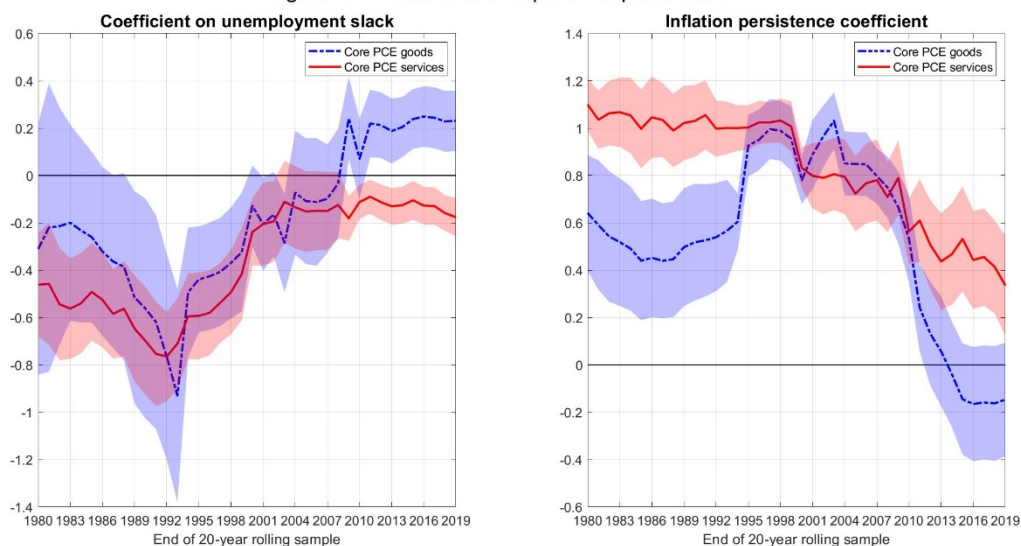 Coefficient on unemployment slack
0.6
0.4
0.2
0
-0.2
-0.4
-0.6
-0.8
-1
-1.2
-1.4
Core PCE goods
Core PCE services
1980 1983 1986 1989 1992 1995 1998 2001 2004 2007 2010 2013 2016 2019
End of 20-year rolling sample
Inflation persistence coefficient
1.4
1.2
1
0.8
0.6
0.4
0.2
0
-0.2
-0.4
-0.6
Core PCE goods
Core PCE services
1980 1983 1986 1989 1992 1995 1998 2001 2004 2007 2010 2013 2016 2019
End of 20-year rolling sample